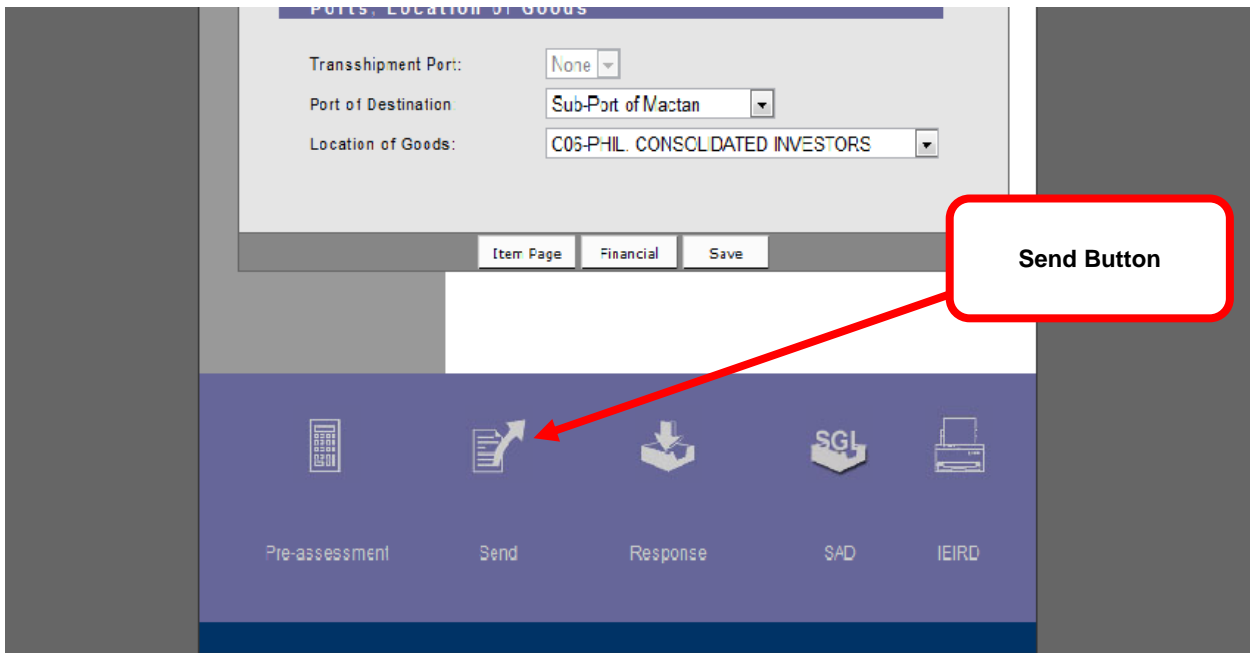 Ports, Location of Goods
Transshipment Port: None
Port of Destination Sub-Port of Mactan
Location of Goods: C06-PHIL. CONSOLIDATED INVESTORS
Item Page Financial Save
Send Button
SGL
Pre-assessment Send Response SAD IEIRD